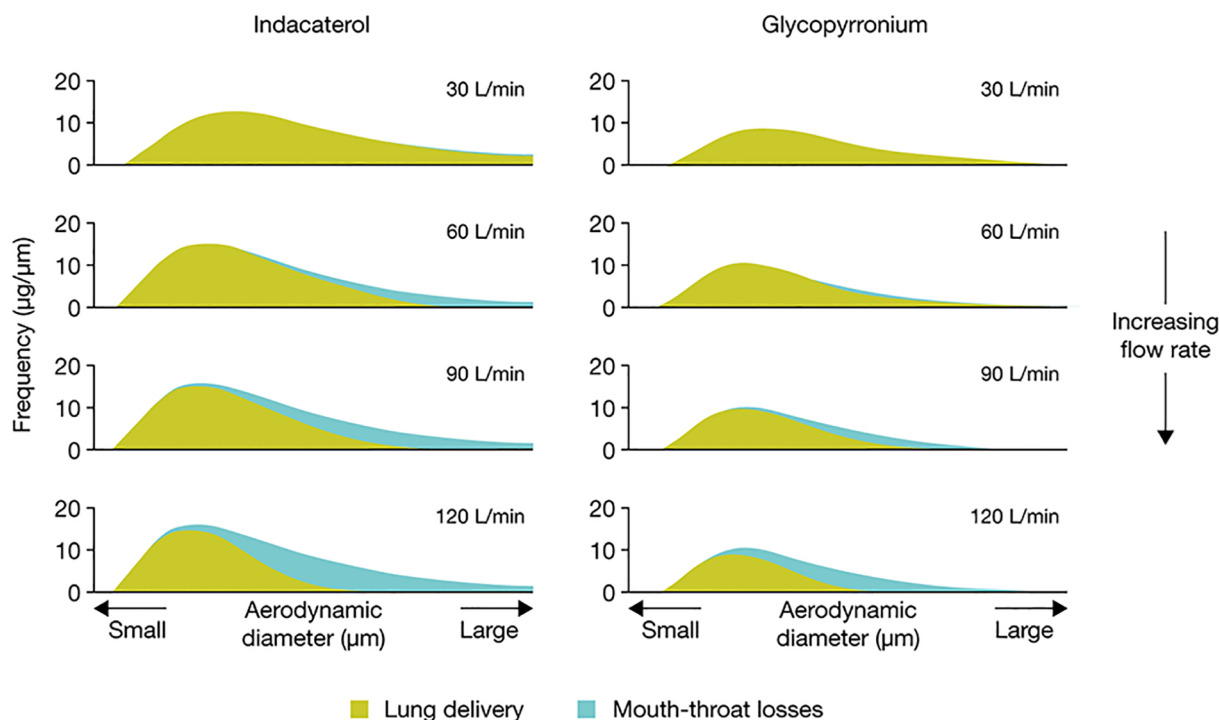 Indacaterol
Glycopyrronium
Frequency (µg/µm)
20
10
0
30 L/min
20
10
0
30 L/min
20
10
0
60 L/min
20
10
0
60 L/min
20
10
0
90 L/min
20
10
0
90 L/min
20
10
0
120 L/min
20
10
0
120 L/min
Increasing
flow rate
Small
Aerodynamic
diameter (µm)
Large
Small
Aerodynamic
diameter (µm)
Large
Lung delivery
Mouth-throat losses